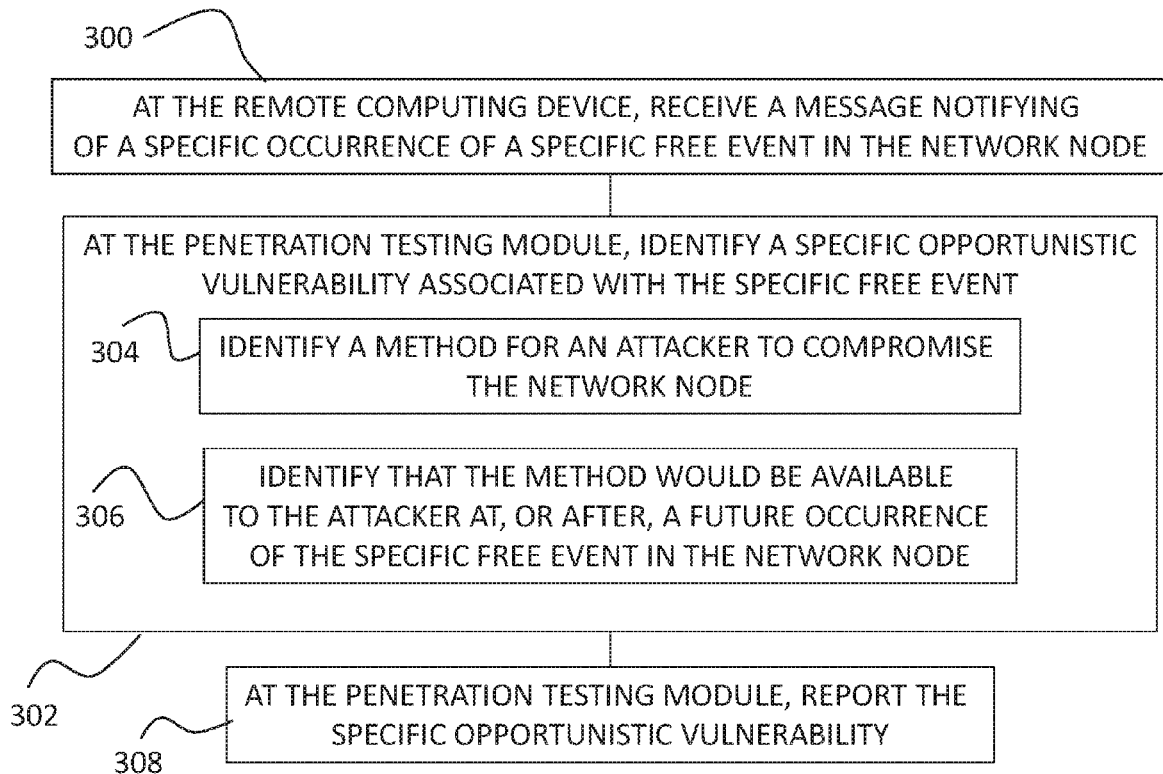 300
AT THE REMOTE COMPUTING DEVICE, RECEIVE A MESSAGE NOTIFYING
OF A SPECIFIC OCCURRENCE OF A SPECIFIC FREE EVENT IN THE NETWORK NODE
AT THE PENETRATION TESTING MODULE, IDENTIFY A SPECIFIC OPPORTUNISTIC
VULNERABILITY ASSOCIATED WITH THE SPECIFIC FREE EVENT
304
IDENTIFY A METHOD FOR AN ATTACKER TO COMPROMISE
THE NETWORK NODE
306
IDENTIFY THAT THE METHOD WOULD BE AVAILABLE
TO THE ATTACKER AT, OR AFTER, A FUTURE OCCURRENCE
OF THE SPECIFIC FREE EVENT IN THE NETWORK NODE
302
308
AT THE PENETRATION TESTING MODULE, REPORT THE
SPECIFIC OPPORTUNISTIC VULNERABILITY